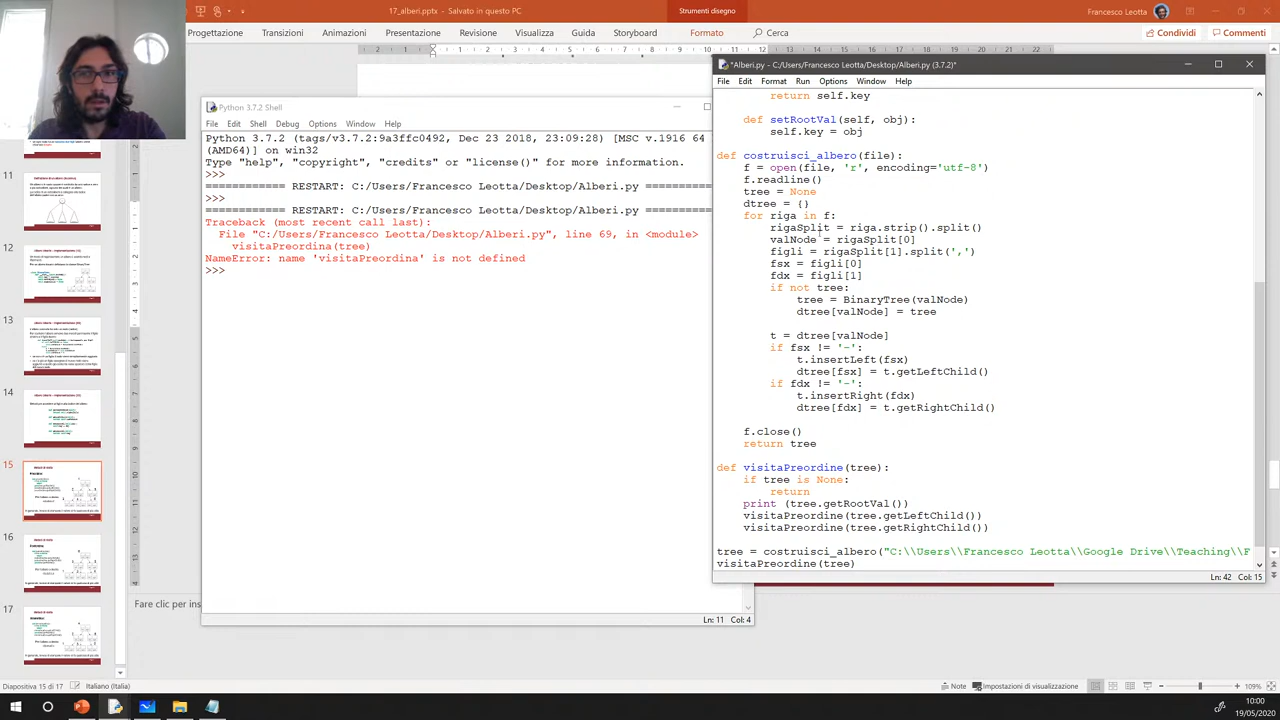 17_alberi.pptx - Salvato in questo PC
Strumenti disegno
Francesco Leotta
Progettazione Transizioni Animazioni Presentazione Revisione Visualizza Guida Storyboard Formato Cerca
Condividi Commenti
Python 3.7.2 Shell
File Edit Shell Debug Options Window Help
Python 3.7.2 (tags/v3.7.2:9a3ffc0492, Dec 23 2018, 23:09:28) [MSC v.1916 64
(AMD64)] on win32
Type "help", "copyright", "credits" or "license()" for more information.
>>>
=========== RESTART: C:/Users/Francesco Leotta/Desktop/Alberi.py ===========
>>>
=========== RESTART: C:/Users/Francesco Leotta/Desktop/Alberi.py ===========
Traceback (most recent call last):
File "C:/Users/Francesco Leotta/Desktop/Alberi.py", line 69, in <module>
visitaPreordina(tree)
NameError: name 'visitaPreordina' is not defined
>>>
Ln: 11 Col: 4
*Alberi.py - C:/Users/Francesco Leotta/Desktop/Alberi.py (3.7.2)*
File Edit Format Run Options Window Help
return self.key
def setRootVal(self, obj):
self.key = obj
def costruisci_albero(file):
f = open(file, 'r', encoding='utf-8')
f.readline()
tree = None
dtree = {}
for riga in f:
rigaSplit = riga.strip().split()
valNode = rigaSplit[0]
figli = rigaSplit[1].split(',')
fsx = figli[0]
fdx = figli[1]
if not tree:
tree = BinaryTree(valNode)
dtree[valNode] = tree
t = dtree[valNode]
if fsx != '-':
t.insertLeft(fsx)
dtree[fsx] = t.getLeftChild()
if fdx != '-':
t.insertRight(fdx)
dtree[fdx] = t.getRightChild()
f.close()
return tree
def visitaPreordine(tree):
if tree is None:
return
print (tree.getRootVal())
visitaPreordine(tree.getLeftChild())
visitaPreordine(tree.getRightChild())
tree = costruisci_albero("C:\\Users\\Francesco Leotta\\Google Drive\\Teaching\\F
visitaPreordine(tree)
Ln: 42 Col: 15
11
12
13
14
15
16
17
Fare clic per ins
Diapositiva 15 di 17 Italiano (Italia)
Note Impostazioni di visualizzazione 109%
10:00
19/05/2020